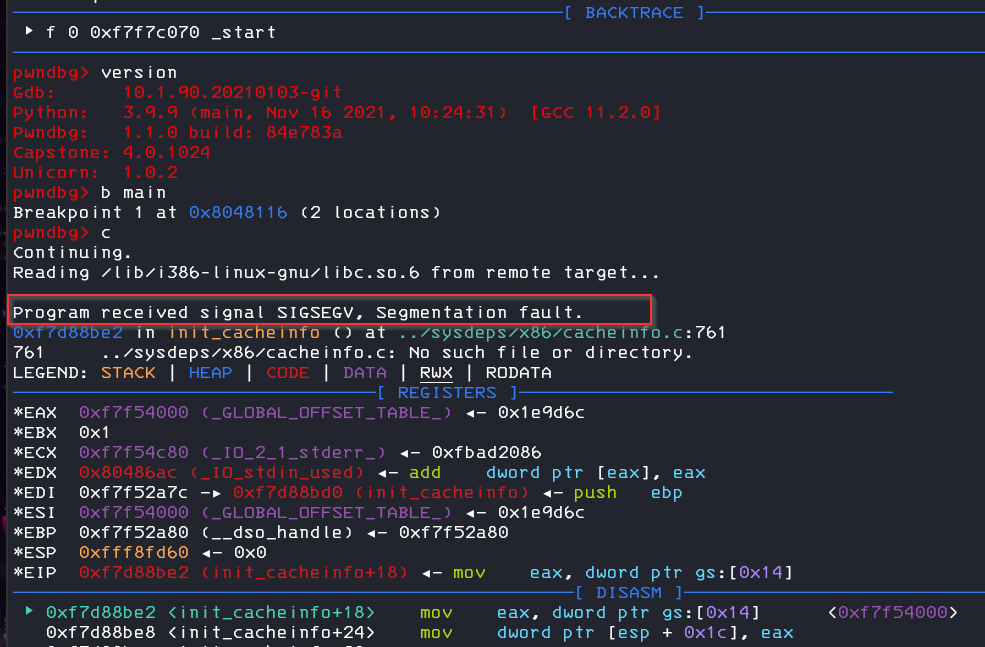 [ BACKTRACE ]
► f 0 0xf7f7c070 _start
pwndbg> version
Gdb:      10.1.90.20210103-git
Python:   3.9.9 (main, Nov 16 2021, 10:24:31)  [GCC 11.2.0]
Pwndbg:   1.1.0 build: 84e783a
Capstone: 4.0.1024
Unicorn:  1.0.2
pwndbg> b main
Breakpoint 1 at 0x8048116 (2 locations)
pwndbg> c
Continuing.
Reading /lib/i386-linux-gnu/libc.so.6 from remote target...
Program received signal SIGSEGV, Segmentation fault.
0xf7d88be2 in init_cacheinfo () at ../sysdeps/x86/cacheinfo.c:761
761     ../sysdeps/x86/cacheinfo.c: No such file or directory.
LEGEND: STACK | HEAP | CODE | DATA | RWX | RODATA
[ REGISTERS ]
*EAX  0xf7f54000 (_GLOBAL_OFFSET_TABLE_) ◂— 0x1e9d6c
*EBX  0x1
*ECX  0xf7f54c80 (_IO_2_1_stderr_) ◂— 0xfbad2086
*EDX  0x80486ac (_IO_stdin_used) ◂— add    dword ptr [eax], eax
*EDI  0xf7f52a7c —▸ 0xf7d88bd0 (init_cacheinfo) ◂— push   ebp
*ESI  0xf7f54000 (_GLOBAL_OFFSET_TABLE_) ◂— 0x1e9d6c
*EBP  0xf7f52a80 (__dso_handle) ◂— 0xf7f52a80
*ESP  0xfff8fd60 ◂— 0x0
*EIP  0xf7d88be2 (init_cacheinfo+18) ◂— mov    eax, dword ptr gs:[0x14]
[ DISASM ]
► 0xf7d88be2 <init_cacheinfo+18>    mov    eax, dword ptr gs:[0x14]      <0xf7f54000>
0xf7d88be8 <init_cacheinfo+24>    mov    dword ptr [esp + 0x1c], eax